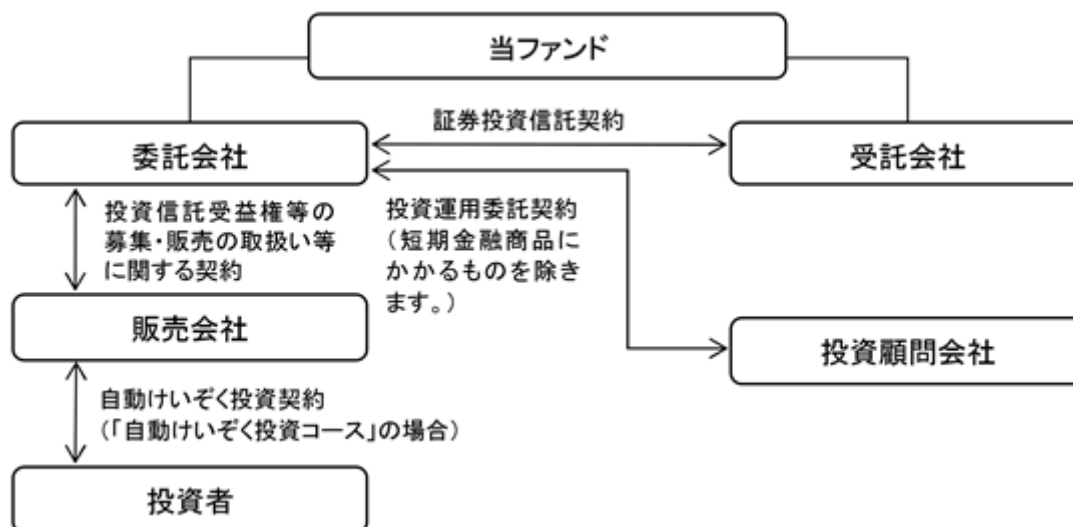 当ファンド
証券投資信託契約
委託会社
受託会社
投資信託受益権等の
募集・販売の取扱い等
に関する契約
投資運用委託契約
（短期金融商品に
かかるものを除き
ます。）
販売会社
投資顧問会社
自動けいぞく投資契約
（「自動けいぞく投資コース」の場合）
投資者